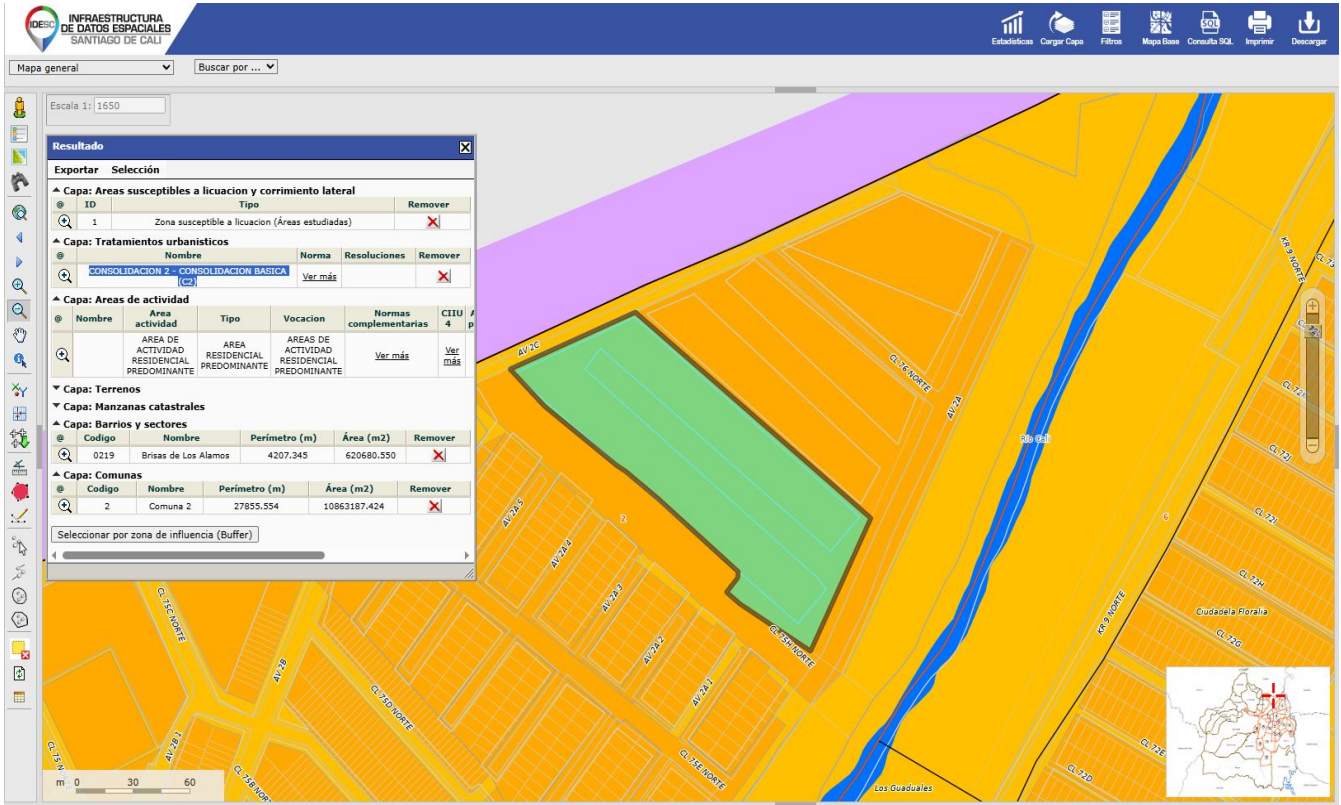 IDESC
INFRAESTRUCTURA
DE DATOS ESPACIALES
SANTIAGO DE CALI
Estadísticas Cargar Capa Filtros Mapa Base Consulta SQL Imprimir Descargar
Mapa general Buscar por ...
Escala 1: 1650
Resultado
Exportar Selección
Capa: Areas susceptibles a licuacion y corrimiento lateral
@ ID Tipo Remover
1 Zona susceptible a licuacion (Áreas estudiadas)
Capa: Tratamientos urbanisticos
@ Nombre Norma Resoluciones Remover
CONSOLIDACION 2 - CONSOLIDACION BASICA
(C2) Ver más
Capa: Areas de actividad
@ Nombre Area actividad Tipo Vocacion Normas complementarias CIIU 4
AREA DE ACTIVIDAD RESIDENCIAL PREDOMINANTE AREA RESIDENCIAL PREDOMINANTE AREAS DE ACTIVIDAD RESIDENCIAL PREDOMINANTE Ver más Ver más
Capa: Terrenos
Capa: Manzanas catastrales
Capa: Barrios y sectores
@ Codigo Nombre Perímetro (m) Área (m2) Remover
0219 Brisas de Los Alamos 4207.345 620680.550
Capa: Comunas
@ Codigo Nombre Perímetro (m) Área (m2) Remover
2 Comuna 2 27855.554 10863187.424
Seleccionar por zona de influencia (Buffer)
AV 2C
CL 76 NORTE
AV 2A
Río Cali
KR 9 NORTE
CL 72J
CL 72I
CL 72H
Ciudadela Floralia
CL 72G
KR 9 NORTE
CL 72E
CL 72D
Los Guaduales
2
6
AV 2A 5
AV 2A 4
AV 2A 3
AV 2A 2
AV 2A 1
CL 75H NORTE
CL 75C NORTE
AV 2B
CL 75D NORTE
CL 75E NORTE
AV 2B 1
CL 75B NOR
CL 75 N
m 0 30 60